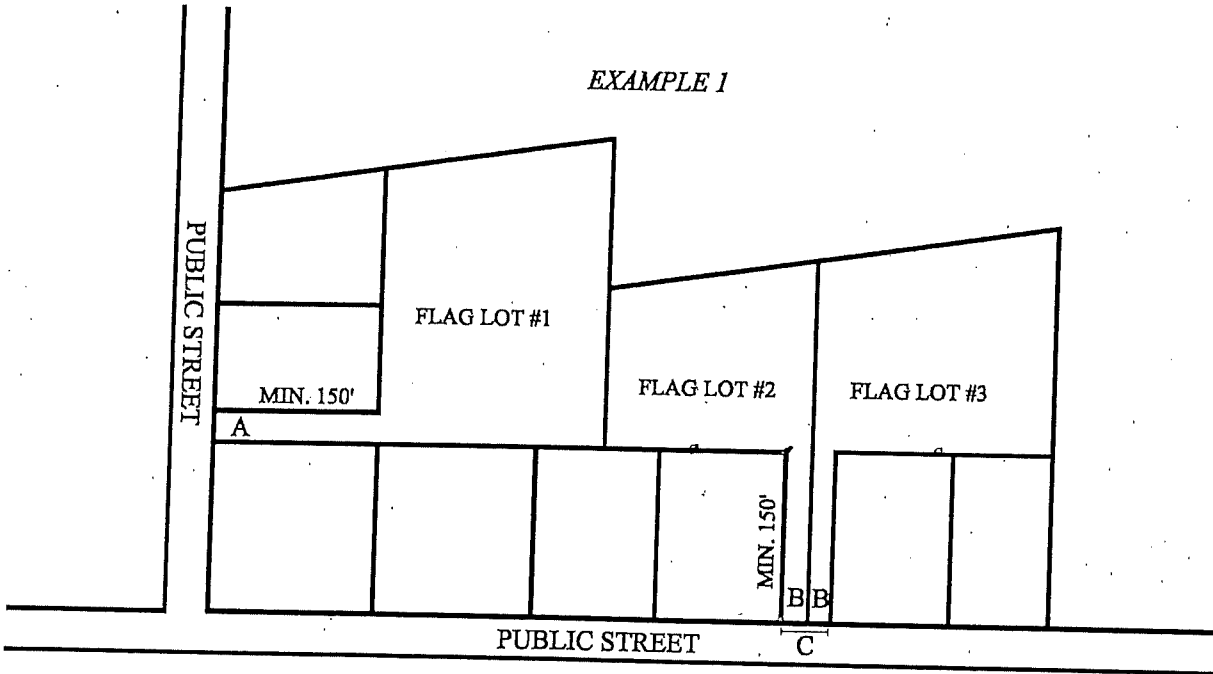 EXAMPLE 1
PUBLIC STREET
FLAG LOT #1
FLAG LOT #2
FLAG LOT #3
MIN. 150'
A
MIN. 150'
B
B
PUBLIC STREET
C